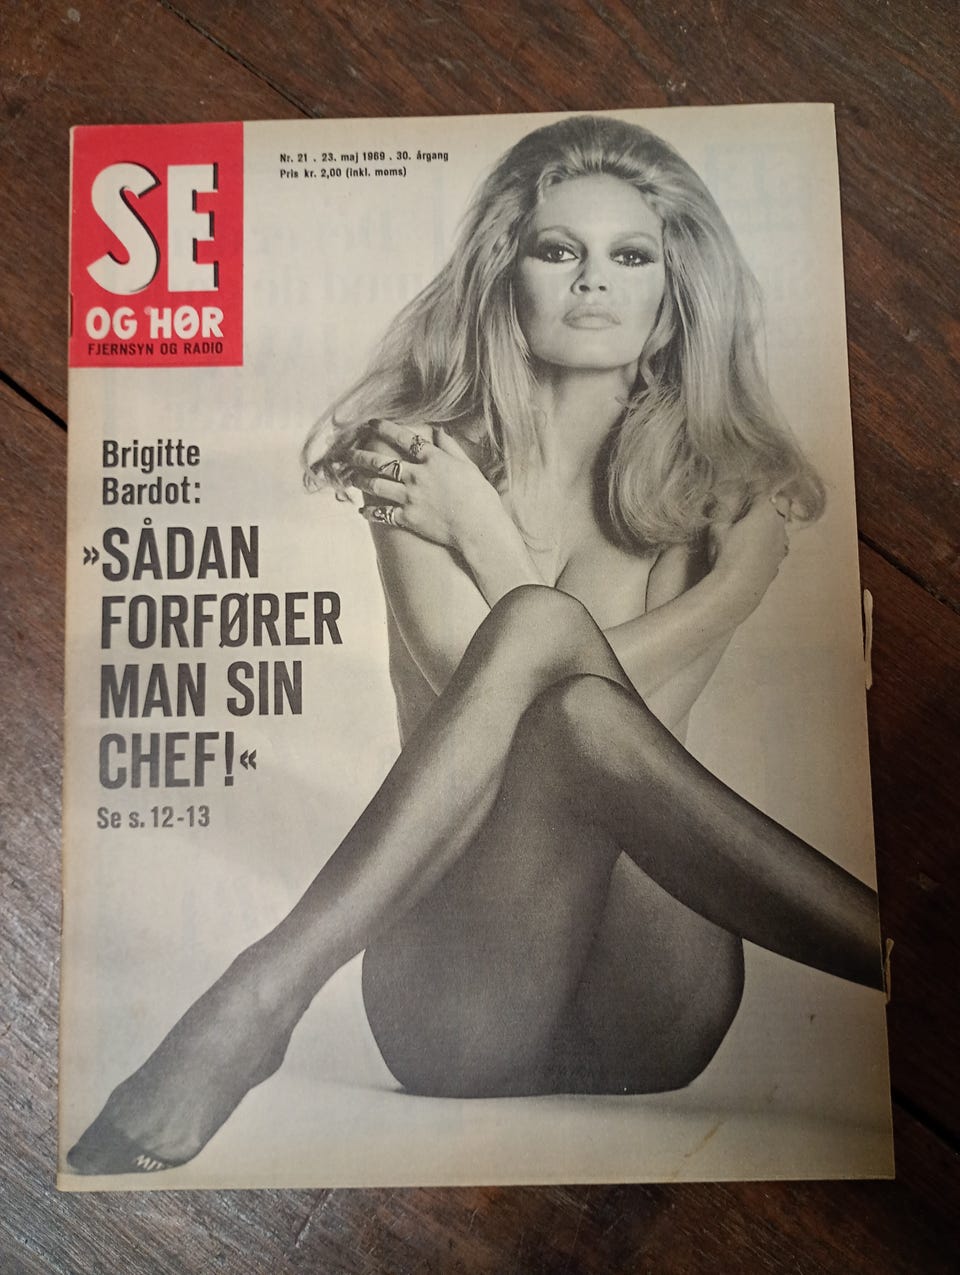 SE
OG HØR
FJERNSYN OG RADIO
Nr. 21 . 23. maj 1969 . 30. årgang
Pris kr. 2,00 (inkl. moms)
Brigitte
Bardot:
»SÅDAN
FORFØRER
MAN SIN
CHEF!«
Se s. 12-13